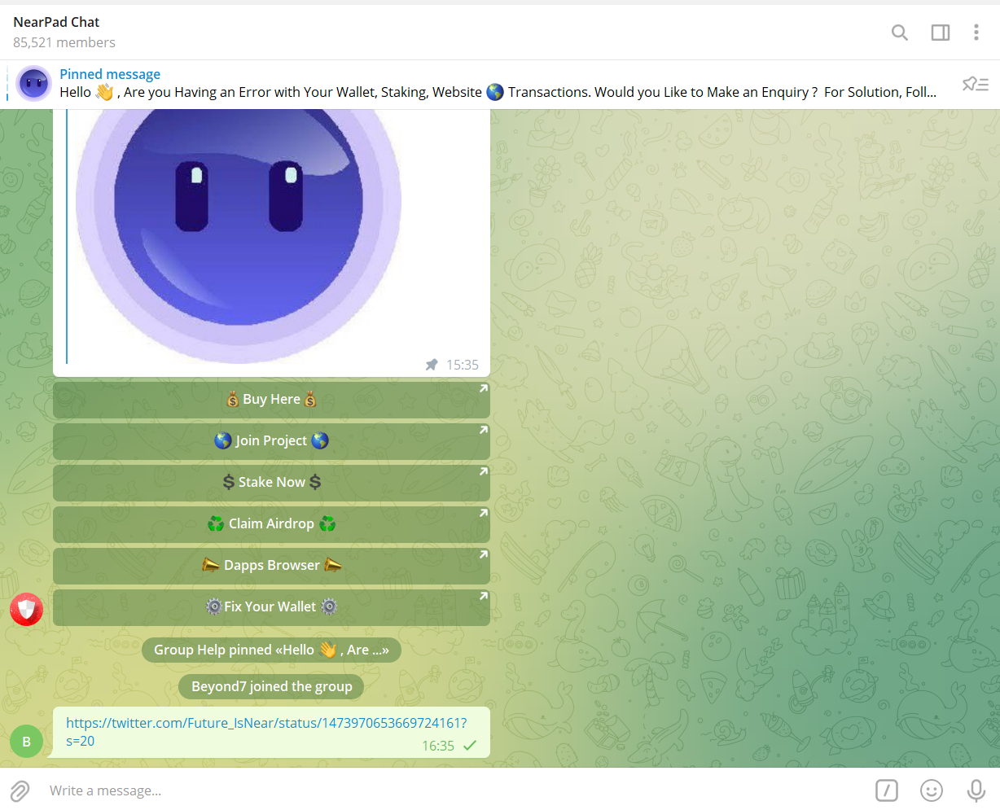 NearPad Chat
85,521 members
Pinned message
Hello 👋 , Are you Having an Error with Your Wallet, Staking, Website 🌎 Transactions. Would you Like to Make an Enquiry ? For Solution, Foll...
15:35
💰 Buy Here 💰
🌎 Join Project 🌎
💲 Stake Now 💲
♻️ Claim Airdrop ♻️
📣 Dapps Browser 📣
⚙️ Fix Your Wallet ⚙️
Group Help pinned «Hello 👋 , Are ...»
Beyond7 joined the group
B
https://twitter.com/Future_IsNear/status/1473970653669724161?
s=20
16:35
Write a message...